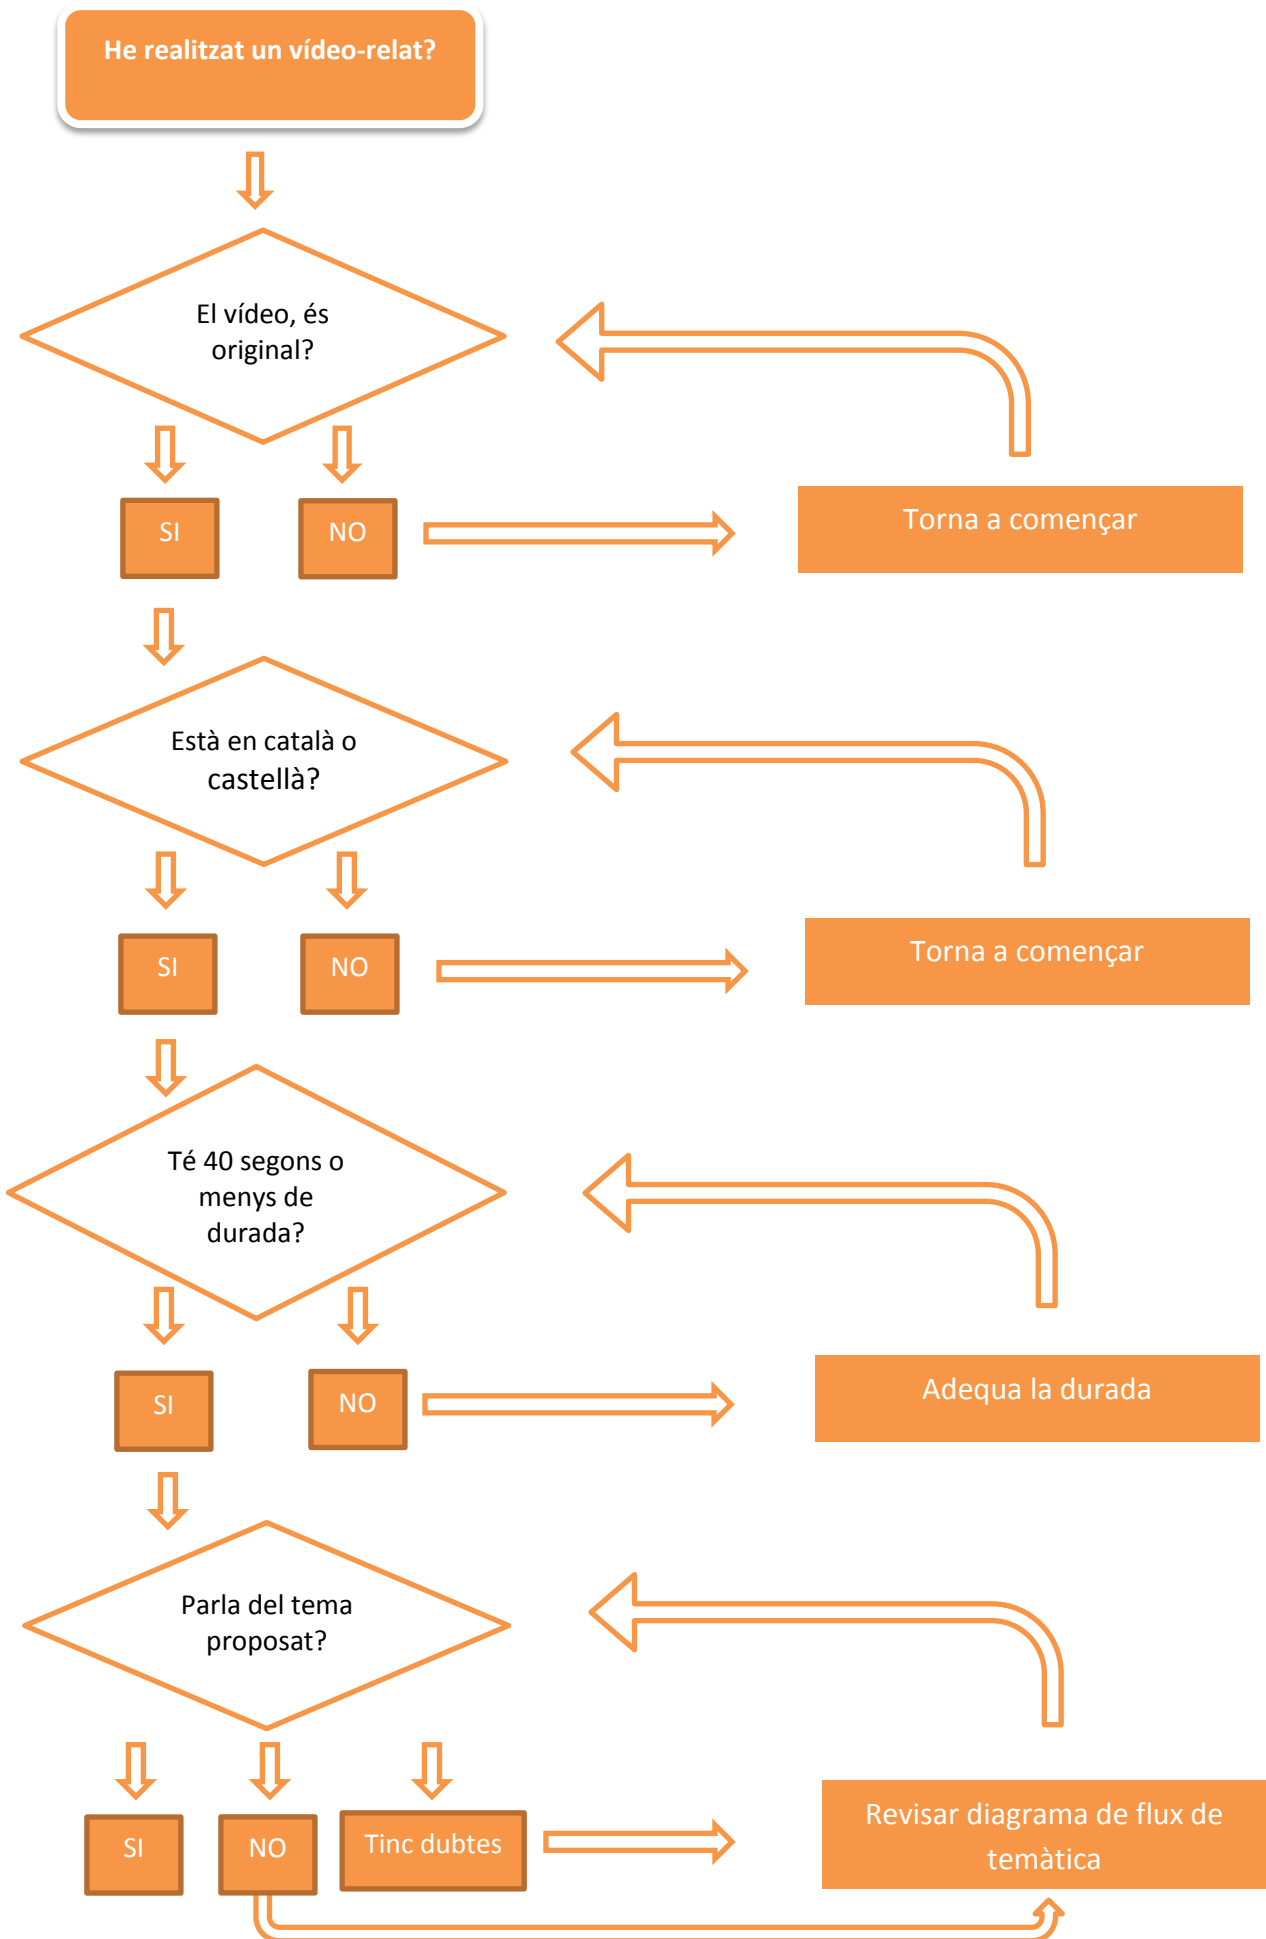 He realitzat un vídeo-relat?
El vídeo, és
original?
SI
NO
Torna a començar
Està en català o
castellà?
SI
NO
Torna a començar
Té 40 segons o
menys de
durada?
SI
NO
Adequa la durada
Parla del tema
proposat?
SI
NO
Tinc dubtes
Revisar diagrama de flux de
temàtica